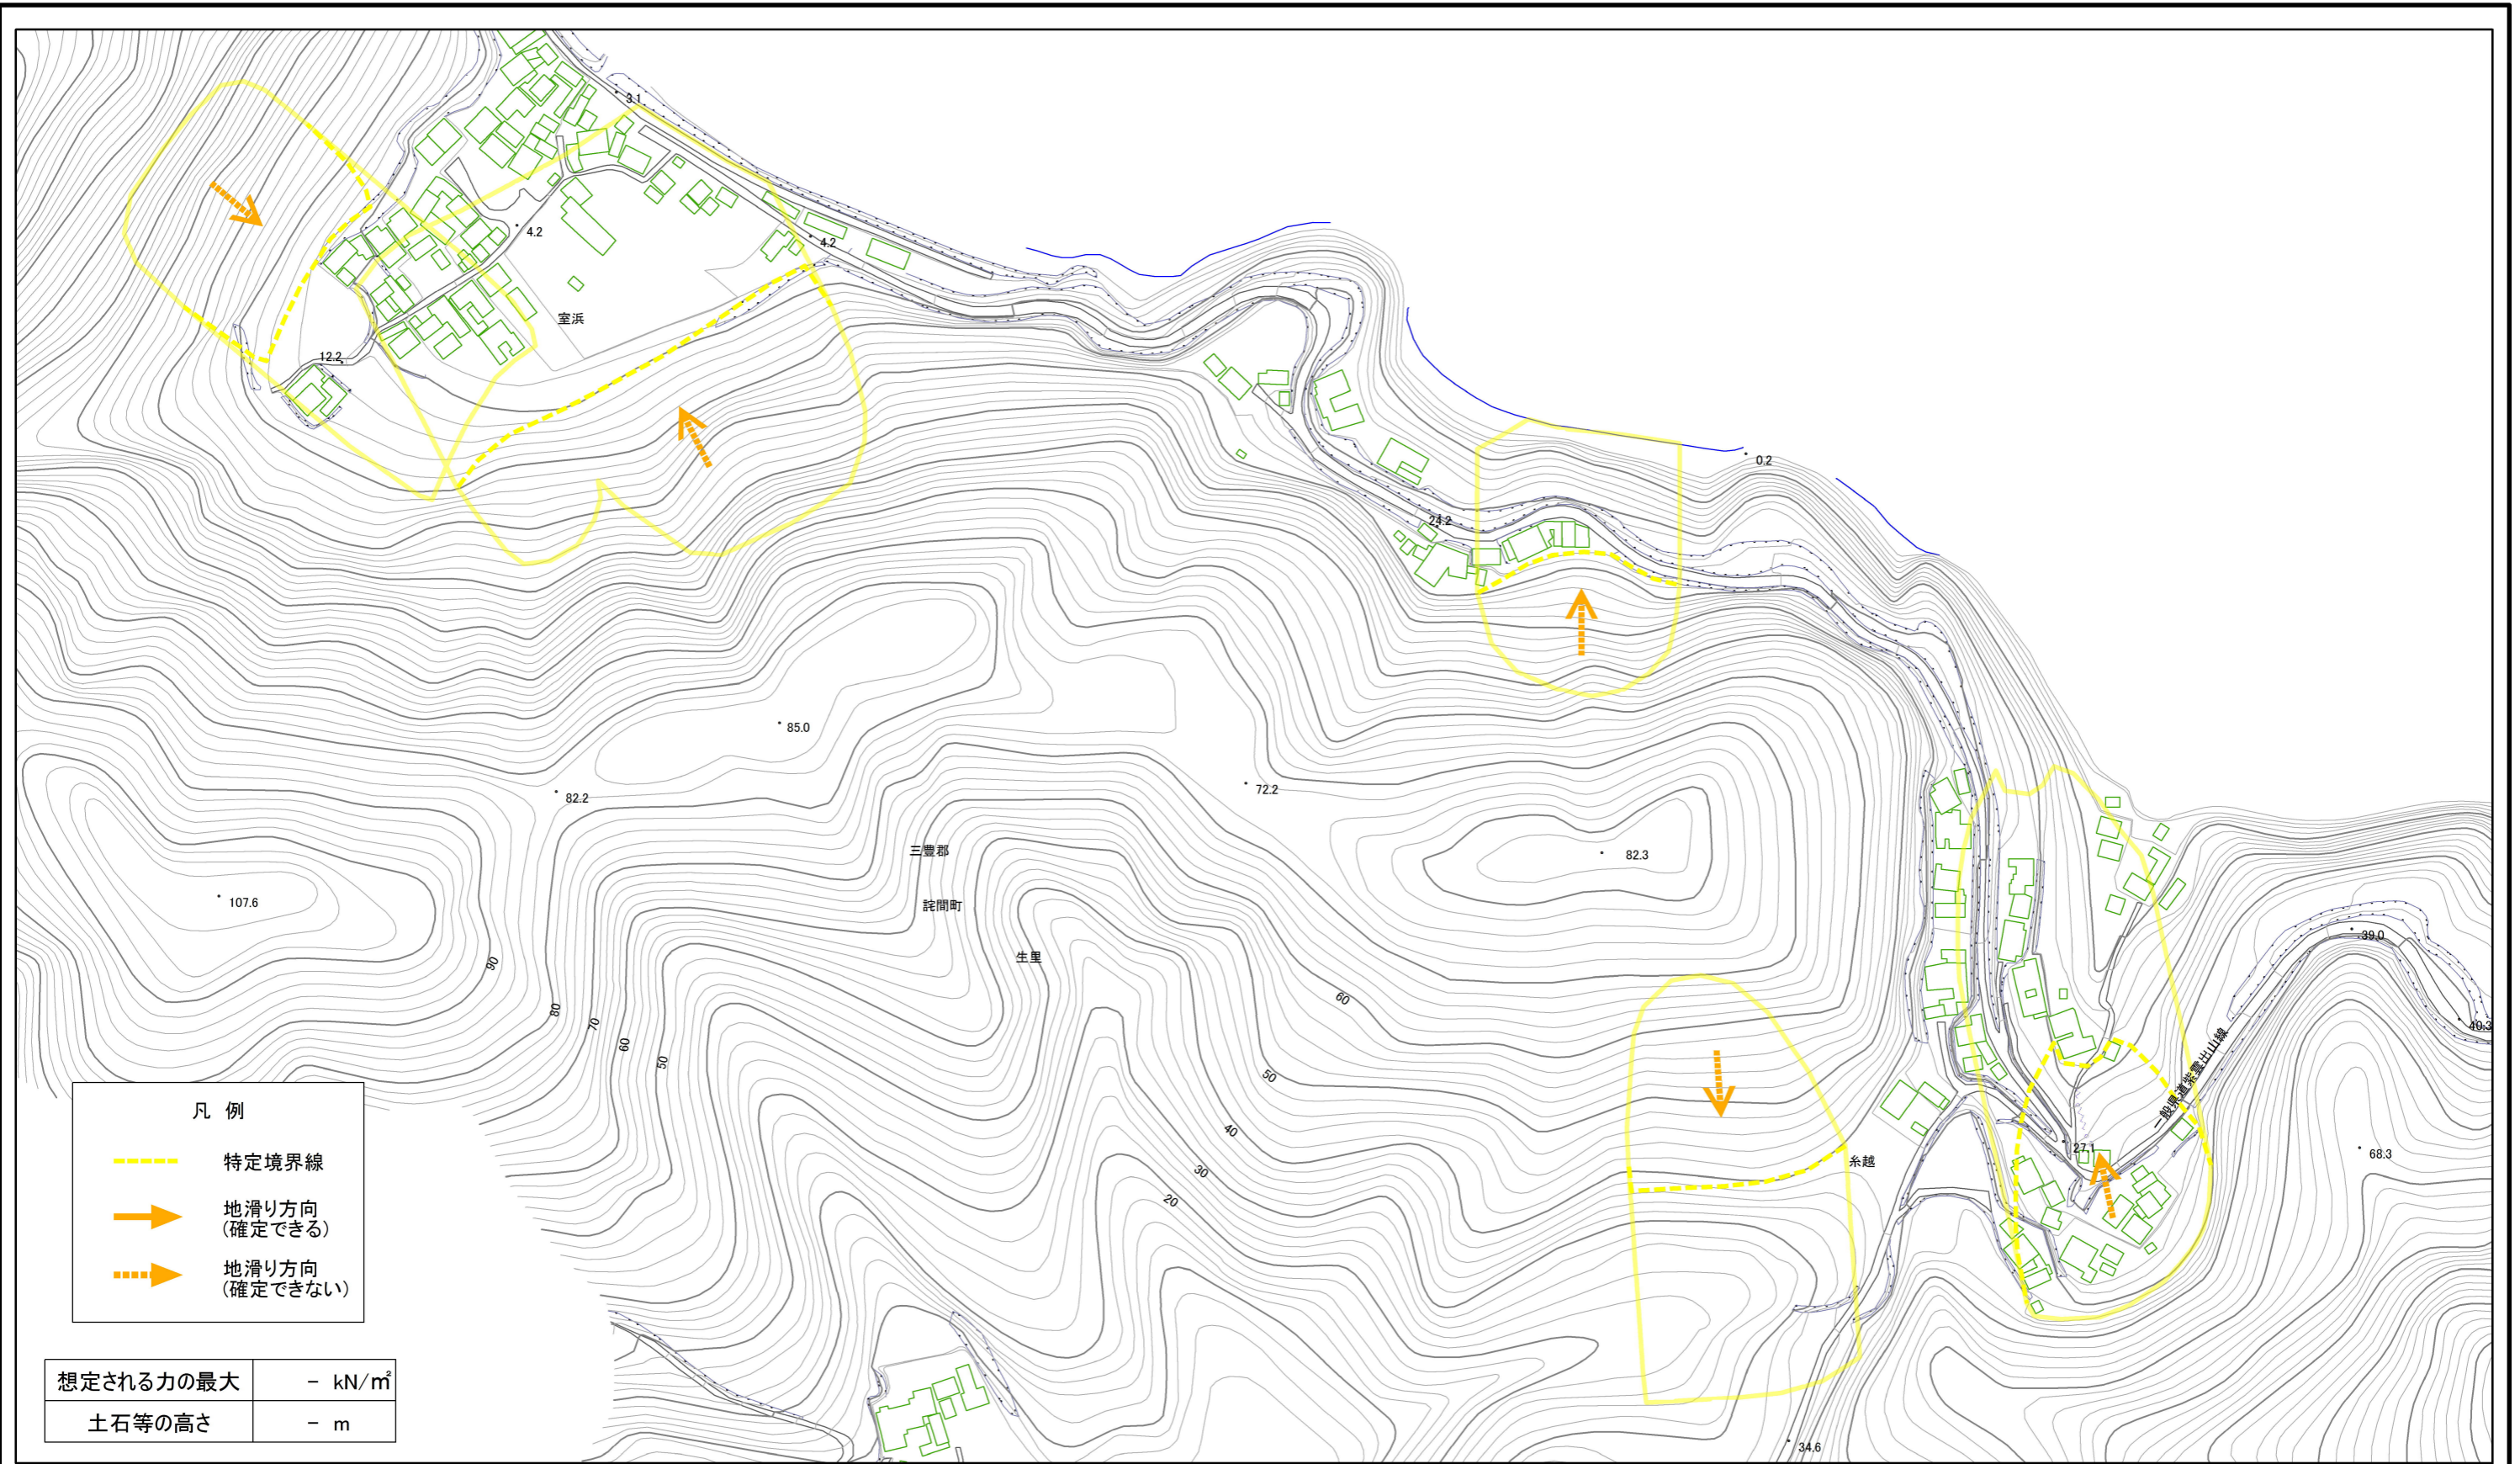 3.1
4.2
4.2
室浜
12.2
0.2
24.2
85.0
82.2
72.2
三豊郡
82.3
107.6
詫間町
39.0
生里
90
60
80
70
40.3
60
50
50
一般県道紫雲出山線
凡 例
40
27.1
68.3
特定境界線
糸越
30
20
地滑り方向
(確定できる)
地滑り方向
(確定できない)
想定される力の最大 - kN/㎡
土石等の高さ - m
34.6